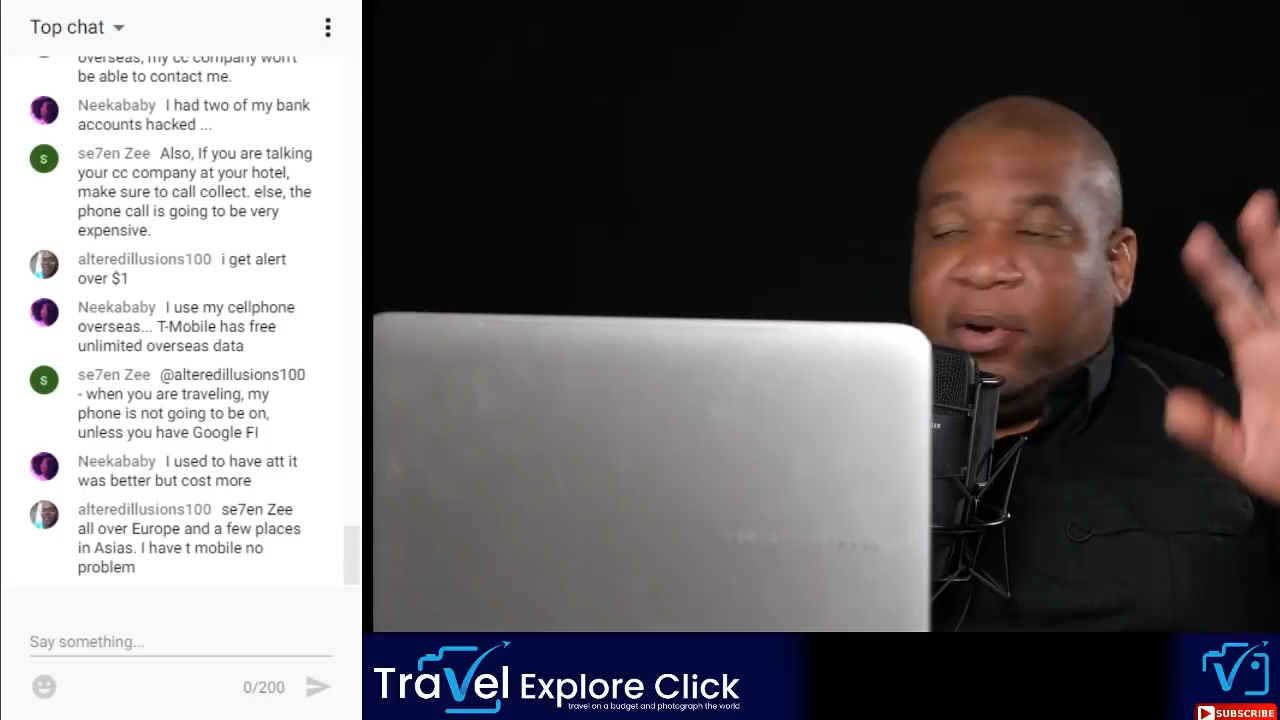 Top chat
overseas, my cc company won't
be able to contact me.
Neekababy I had two of my bank
accounts hacked ...
s
se7en Zee Also, If you are talking
your cc company at your hotel,
make sure to call collect. else, the
phone call is going to be very
expensive.
alteredillusions100 i get alert
over $1
Neekababy I use my cellphone
overseas... T-Mobile has free
unlimited overseas data
s
se7en Zee @alteredillusions100
- when you are traveling, my
phone is not going to be on,
unless you have Google FI
Neekababy I used to have att it
was better but cost more
alteredillusions100 se7en Zee
all over Europe and a few places
in Asias. I have t mobile no
problem
Say something...
0/200
Travel Explore Click
travel on a budget and photograph the world
SUBSCRIBE